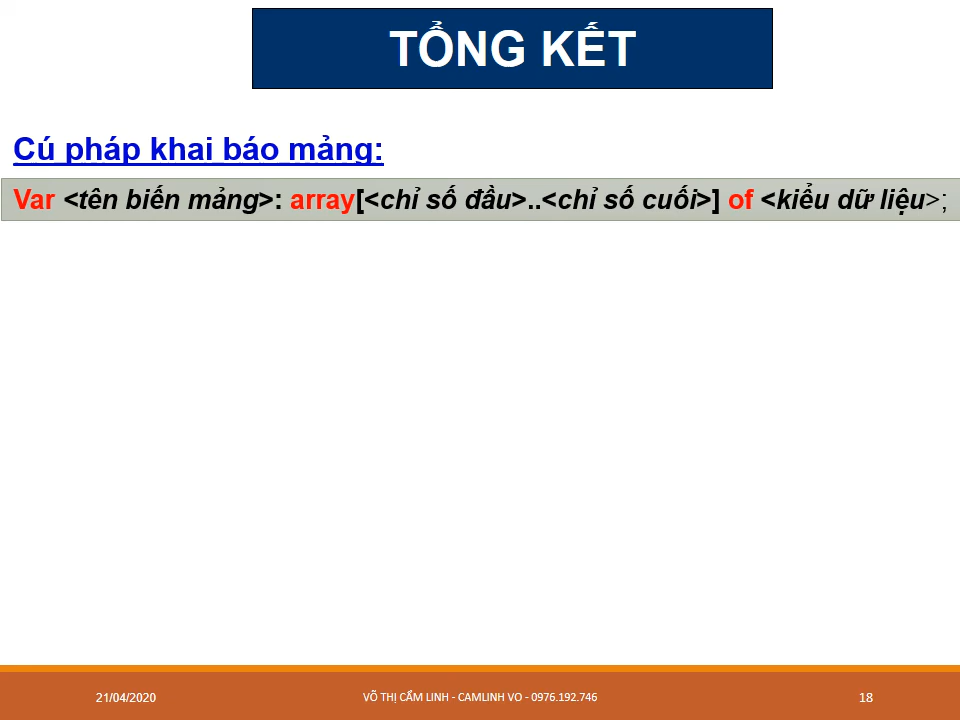 TỔNG KẾT
Cú pháp khai báo mảng:
Var <tên biến mảng>: array[<chỉ số đầu>..<chỉ số cuối>] of <kiểu dữ liệu>;
21/04/2020 VÕ THỊ CẨM LINH - CAMLINH VO - 0976.192.746 18